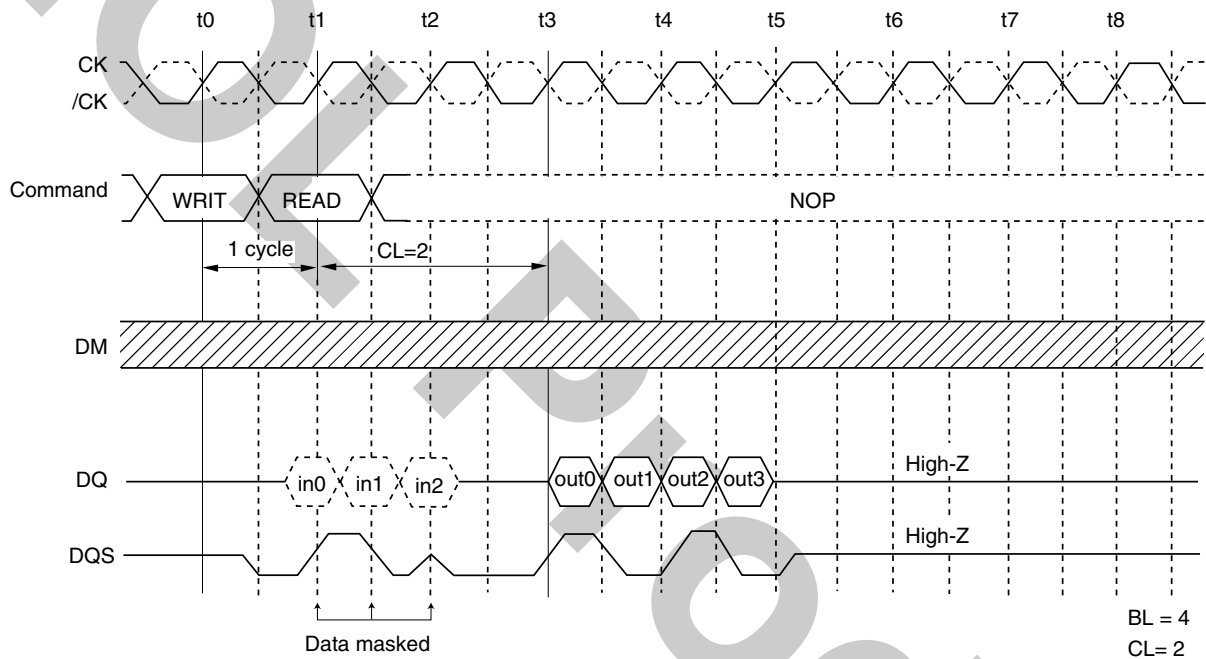 t0 t1 t2 t3 t4 t5 t6 t7 t8
CK
/CK
Command WRIT READ NOP
1 cycle CL=2
DM
DQ in0 in1 in2 out0 out1 out2 out3 High-Z
DQS High-Z
Data masked
BL = 4
CL= 2